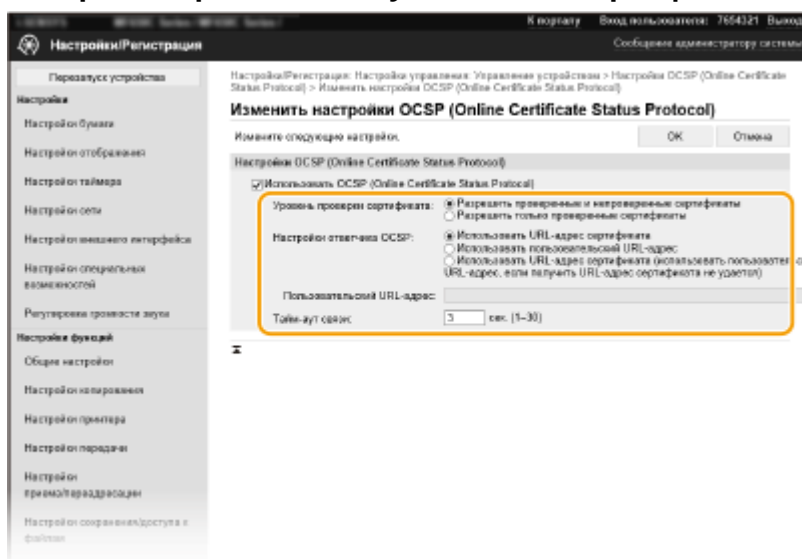 К порталу Вход пользователя: 7654321 Выход
Настройки/Регистрация
Сообщение администратору системы
Перезапуск устройства
Настройка
Настройки бумаги
Настройки отображения
Настройки таймера
Настройки сети
Настройки внешнего интерфейса
Настройки специальных
возможностей
Регулировка громкости звука
Настройки функций
Общие настройки
Настройки копирования
Настройки принтера
Настройки передачи
Настройки
приема/переадресации
Настройки сохранения/доступа к
файлам
Настройка/Регистрация: Настройка управления: Управление устройством > Настройки OCSP (Online Certificate
Status Protocol) > Изменить настройки OCSP (Online Certificate Status Protocol)
Изменить настройки OCSP (Online Certificate Status Protocol)
Измените следующие настройки.
OK Отмена
Настройки OCSP (Online Certificate Status Protocol)
Использовать OCSP (Online Certificate Status Protocol)
Уровень проверки сертификата: Разрешить проверенные и непроверенные сертификаты
Разрешить только проверенные сертификаты
Настройки ответчика OCSP: Использовать URL-адрес сертификата
Использовать пользовательский URL-адрес
Использовать URL-адрес сертификата (использовать
URL-адрес, если получить URL-адрес сертификата не удается)
Пользовательский URL-адрес:
Тайм-аут связи: 3 сек. (1–30)